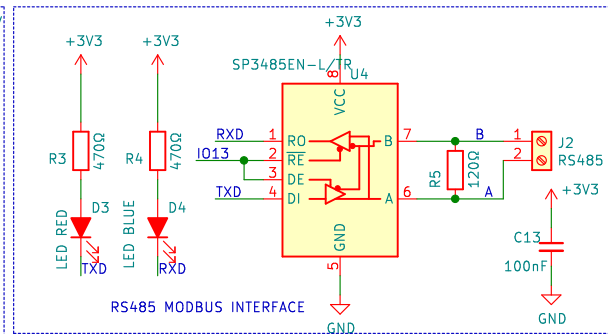 +3V3
+3V3
+3V3
SP3485EN-L/TR
U4
8
VCC
RXD
1
RO
IO13
2
RE
3
DE
TXD
4
DI
B
7
B
1
J2
A
6
A
2
RS485
R5
120Ω
GND
5
GND
R3
470Ω
R4
470Ω
D3
LED RED
TXD
D4
LED BLUE
RXD
+3V3
C13
100nF
GND
RS485 MODBUS INTERFACE